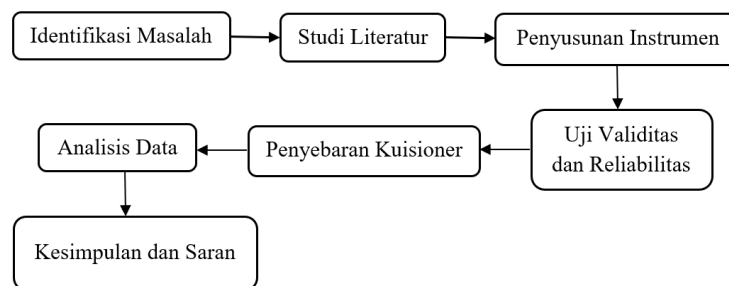 Identifikasi Masalah
Studi Literatur
Penyusunan Instrumen
Uji Validitas
dan Reliabilitas
Penyebaran Kuisioner
Analisis Data
Kesimpulan dan Saran